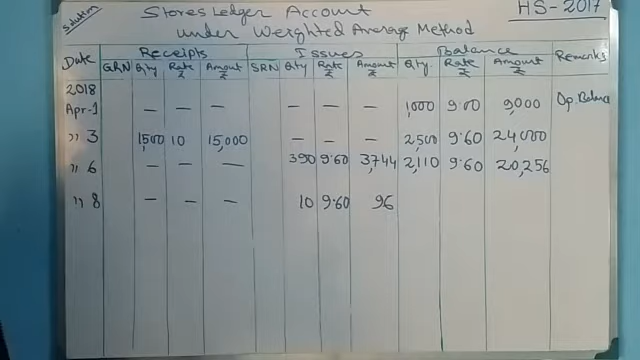 Solution
Stores Ledger Account
HS-2017
under Weighted Average Method
Date Receipts Issues Balance Remarks
GRN Qty Rate ₹ Amount ₹ SRN Qty Rate ₹ Amount ₹ Qty. Rate ₹ Amount ₹
2018
Apr-1 — — — — — — 1,000 9.00 9,000 Op. Balance
" 3 1,500 10 15,000 — — — 2,500 9.60 24,000
" 6 — — — 390 9.60 3,744 2,110 9.60 20,256
" 8 — — — 10 9.60 96